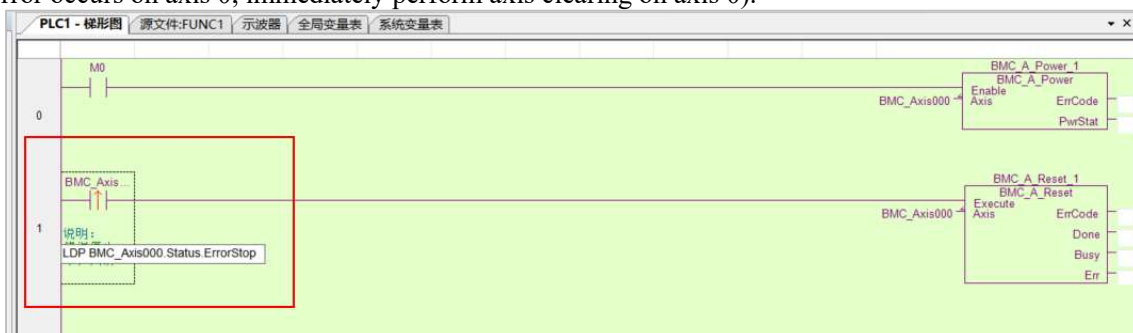 rror occurs on axis 0, immediately perform axis clearing on axis 0).
PLC1 - 梯形图 源文件:FUNC1 示波器 全局变量表 系统变量表
M0
BMC_A_Power_1
BMC_A_Power
Enable
BMC_Axis000 Axis ErrCode
PwrStat
0
BMC_Axis...
BMC_A_Reset_1
BMC_A_Reset
Execute
BMC_Axis000 Axis ErrCode
1
说明:
Done
LDP BMC_Axis000.Status.ErrorStop
Busy
Err